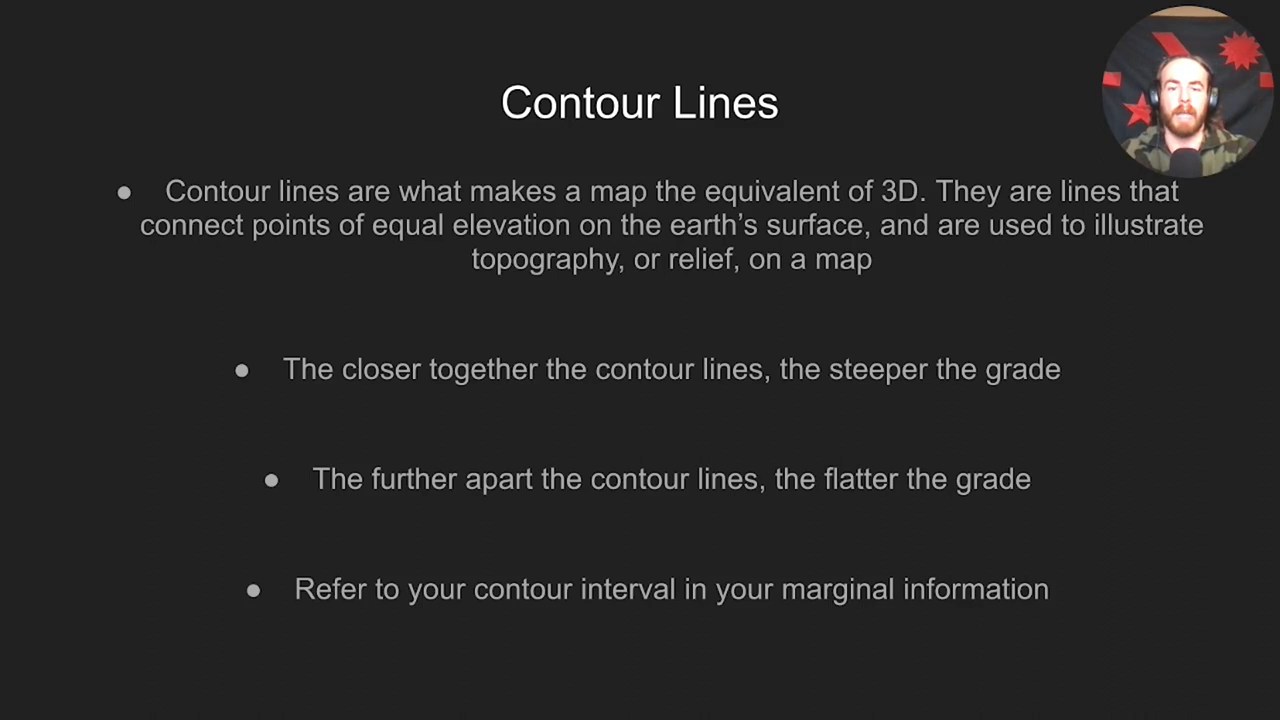 Contour Lines
● Contour lines are what makes a map the equivalent of 3D. They are lines that
connect points of equal elevation on the earth’s surface, and are used to illustrate
topography, or relief, on a map
● The closer together the contour lines, the steeper the grade
● The further apart the contour lines, the flatter the grade
● Refer to your contour interval in your marginal information